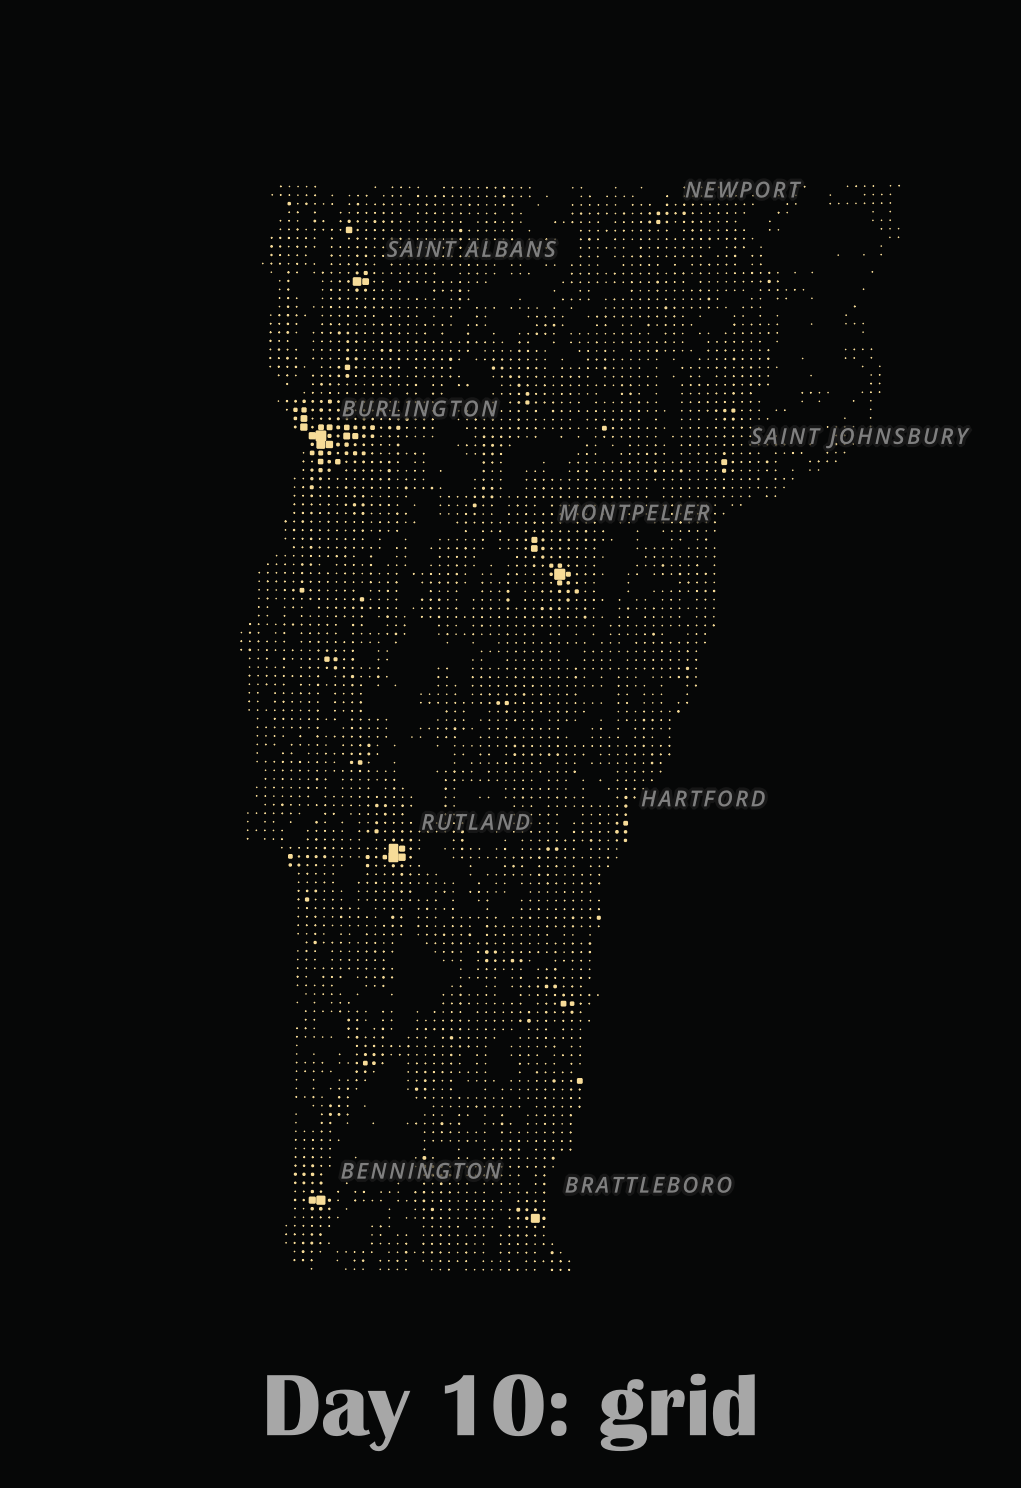 NEWPORT
SAINT ALBANS
BURLINGTON
SAINT JOHNSBURY
MONTPELIER
HARTFORD
RUTLAND
BENNINGTON
BRATTLEBORO
Day 10: grid